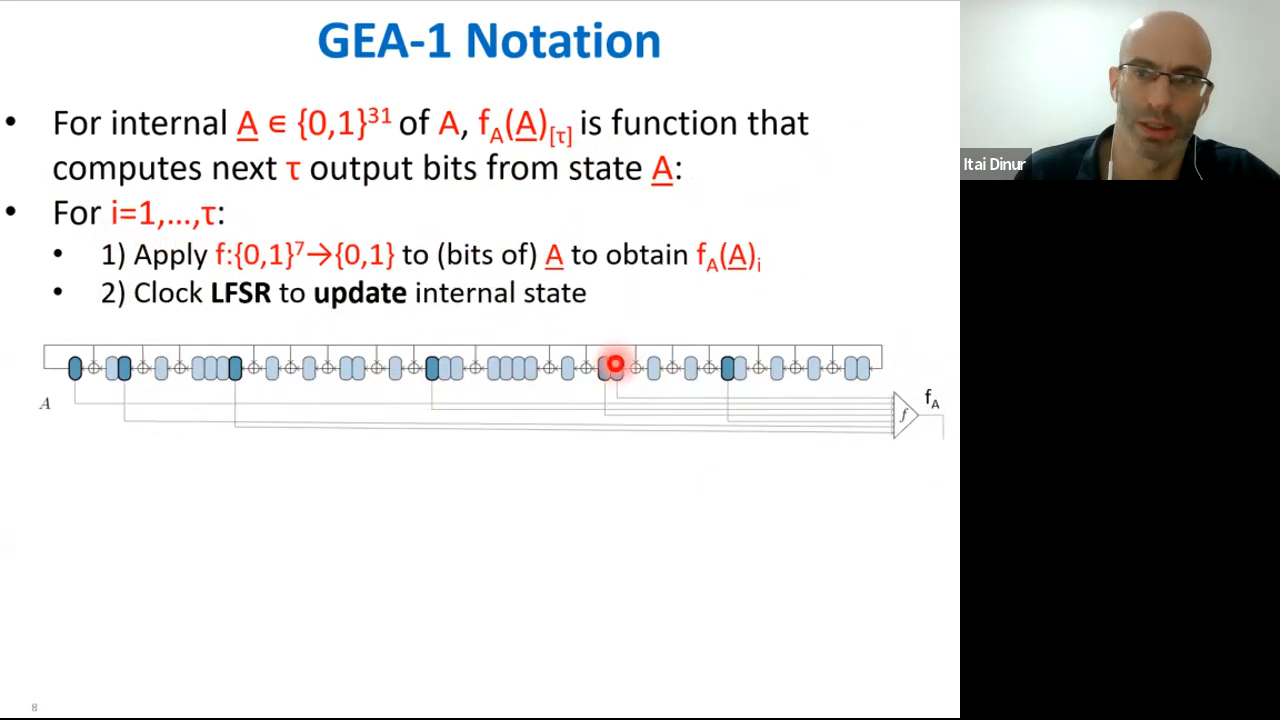 GEA-1 Notation
• For internal A ∈ {0,1}³¹ of A, f_A(A)_[τ] is function that
computes next τ output bits from state A:
• For i=1,...,τ:
• 1) Apply f:{0,1}⁷→{0,1} to (bits of) A to obtain f_A(A)_i
• 2) Clock LFSR to update internal state
A
f_A
f
8
Itai Dinur